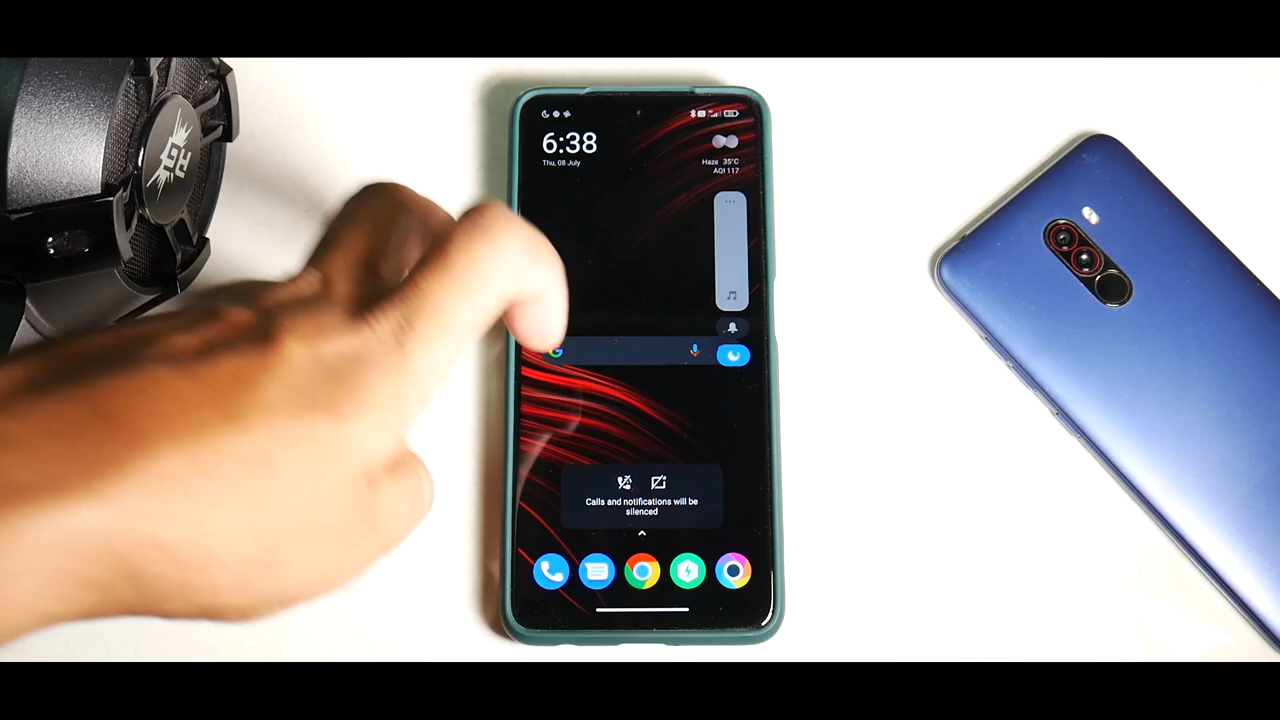 6:38
Thu, 08 July
Haze 35°C
AQI 117
Calls and notifications will be
silenced